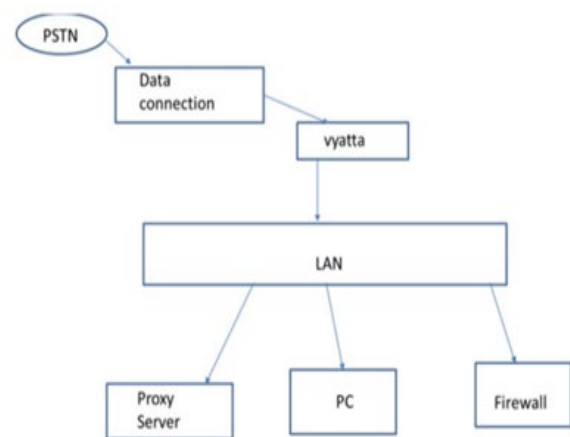 PSTN
Data
connection
vyatta
LAN
Proxy
Server
PC
Firewall